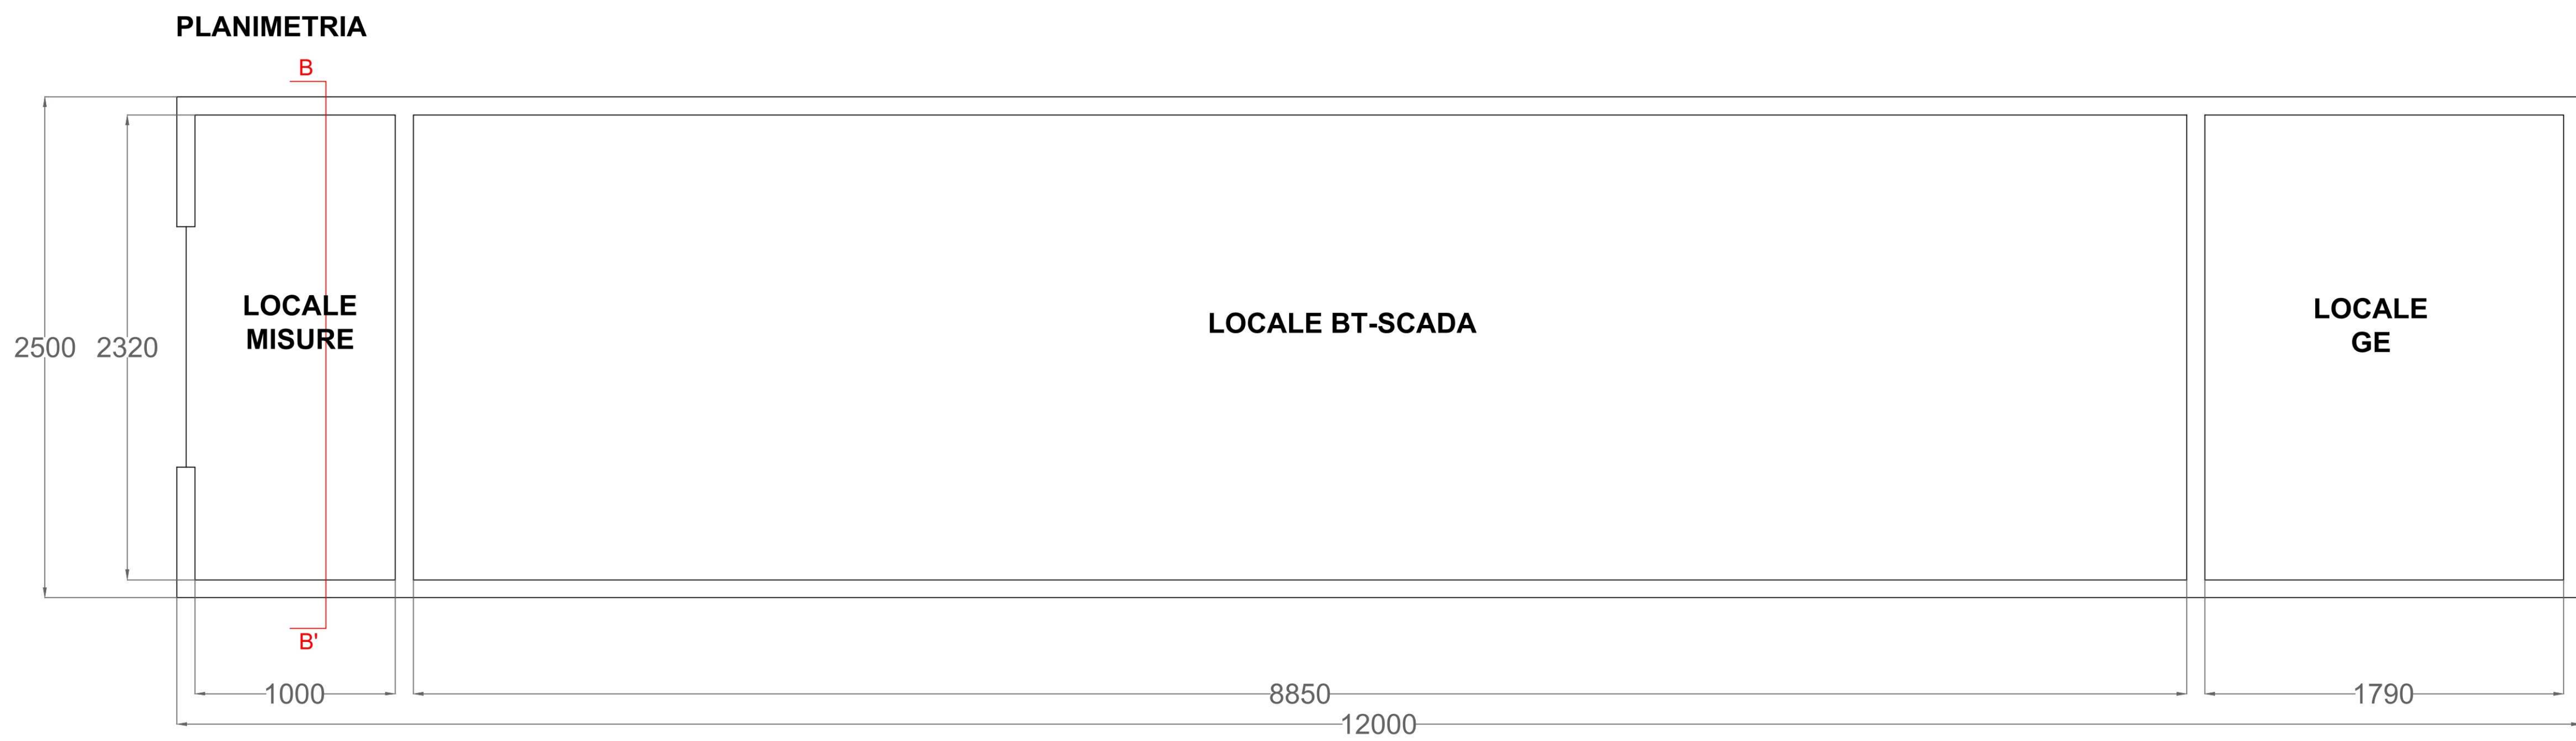 PLANIMETRIA
B
LOCALE
MISURE
LOCALE BT-SCADA
LOCALE
GE
2500
2320
B'
1000
8850
1790
12000